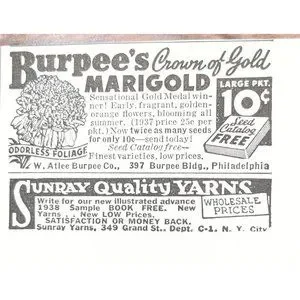 Burpee's Crown of Gold
MARIGOLD
Sensational Gold Medal win-
ner! Early, fragrant, golden-
orange flowers, blooming all
summer. (1937 price 25c per
pkt.) Now twice as many seeds
for only 10c—send today!
Seed Catalog free—
Finest varieties, low prices.
ODORLESS FOLIAGE
LARGE PKT.
10¢
Seed
Catalog
FREE
W. Atlee Burpee Co., 397 Burpee Bldg., Philadelphia
SUNRAY Quality YARNS
Write for our new illustrated advance
1938 Sample BOOK FREE. New
Yarns . . New LOW Prices.
SATISFACTION OR MONEY BACK.
Sunray Yarns, 349 Grand St., Dept. C-1, N. Y. City
WHOLESALE
PRICES